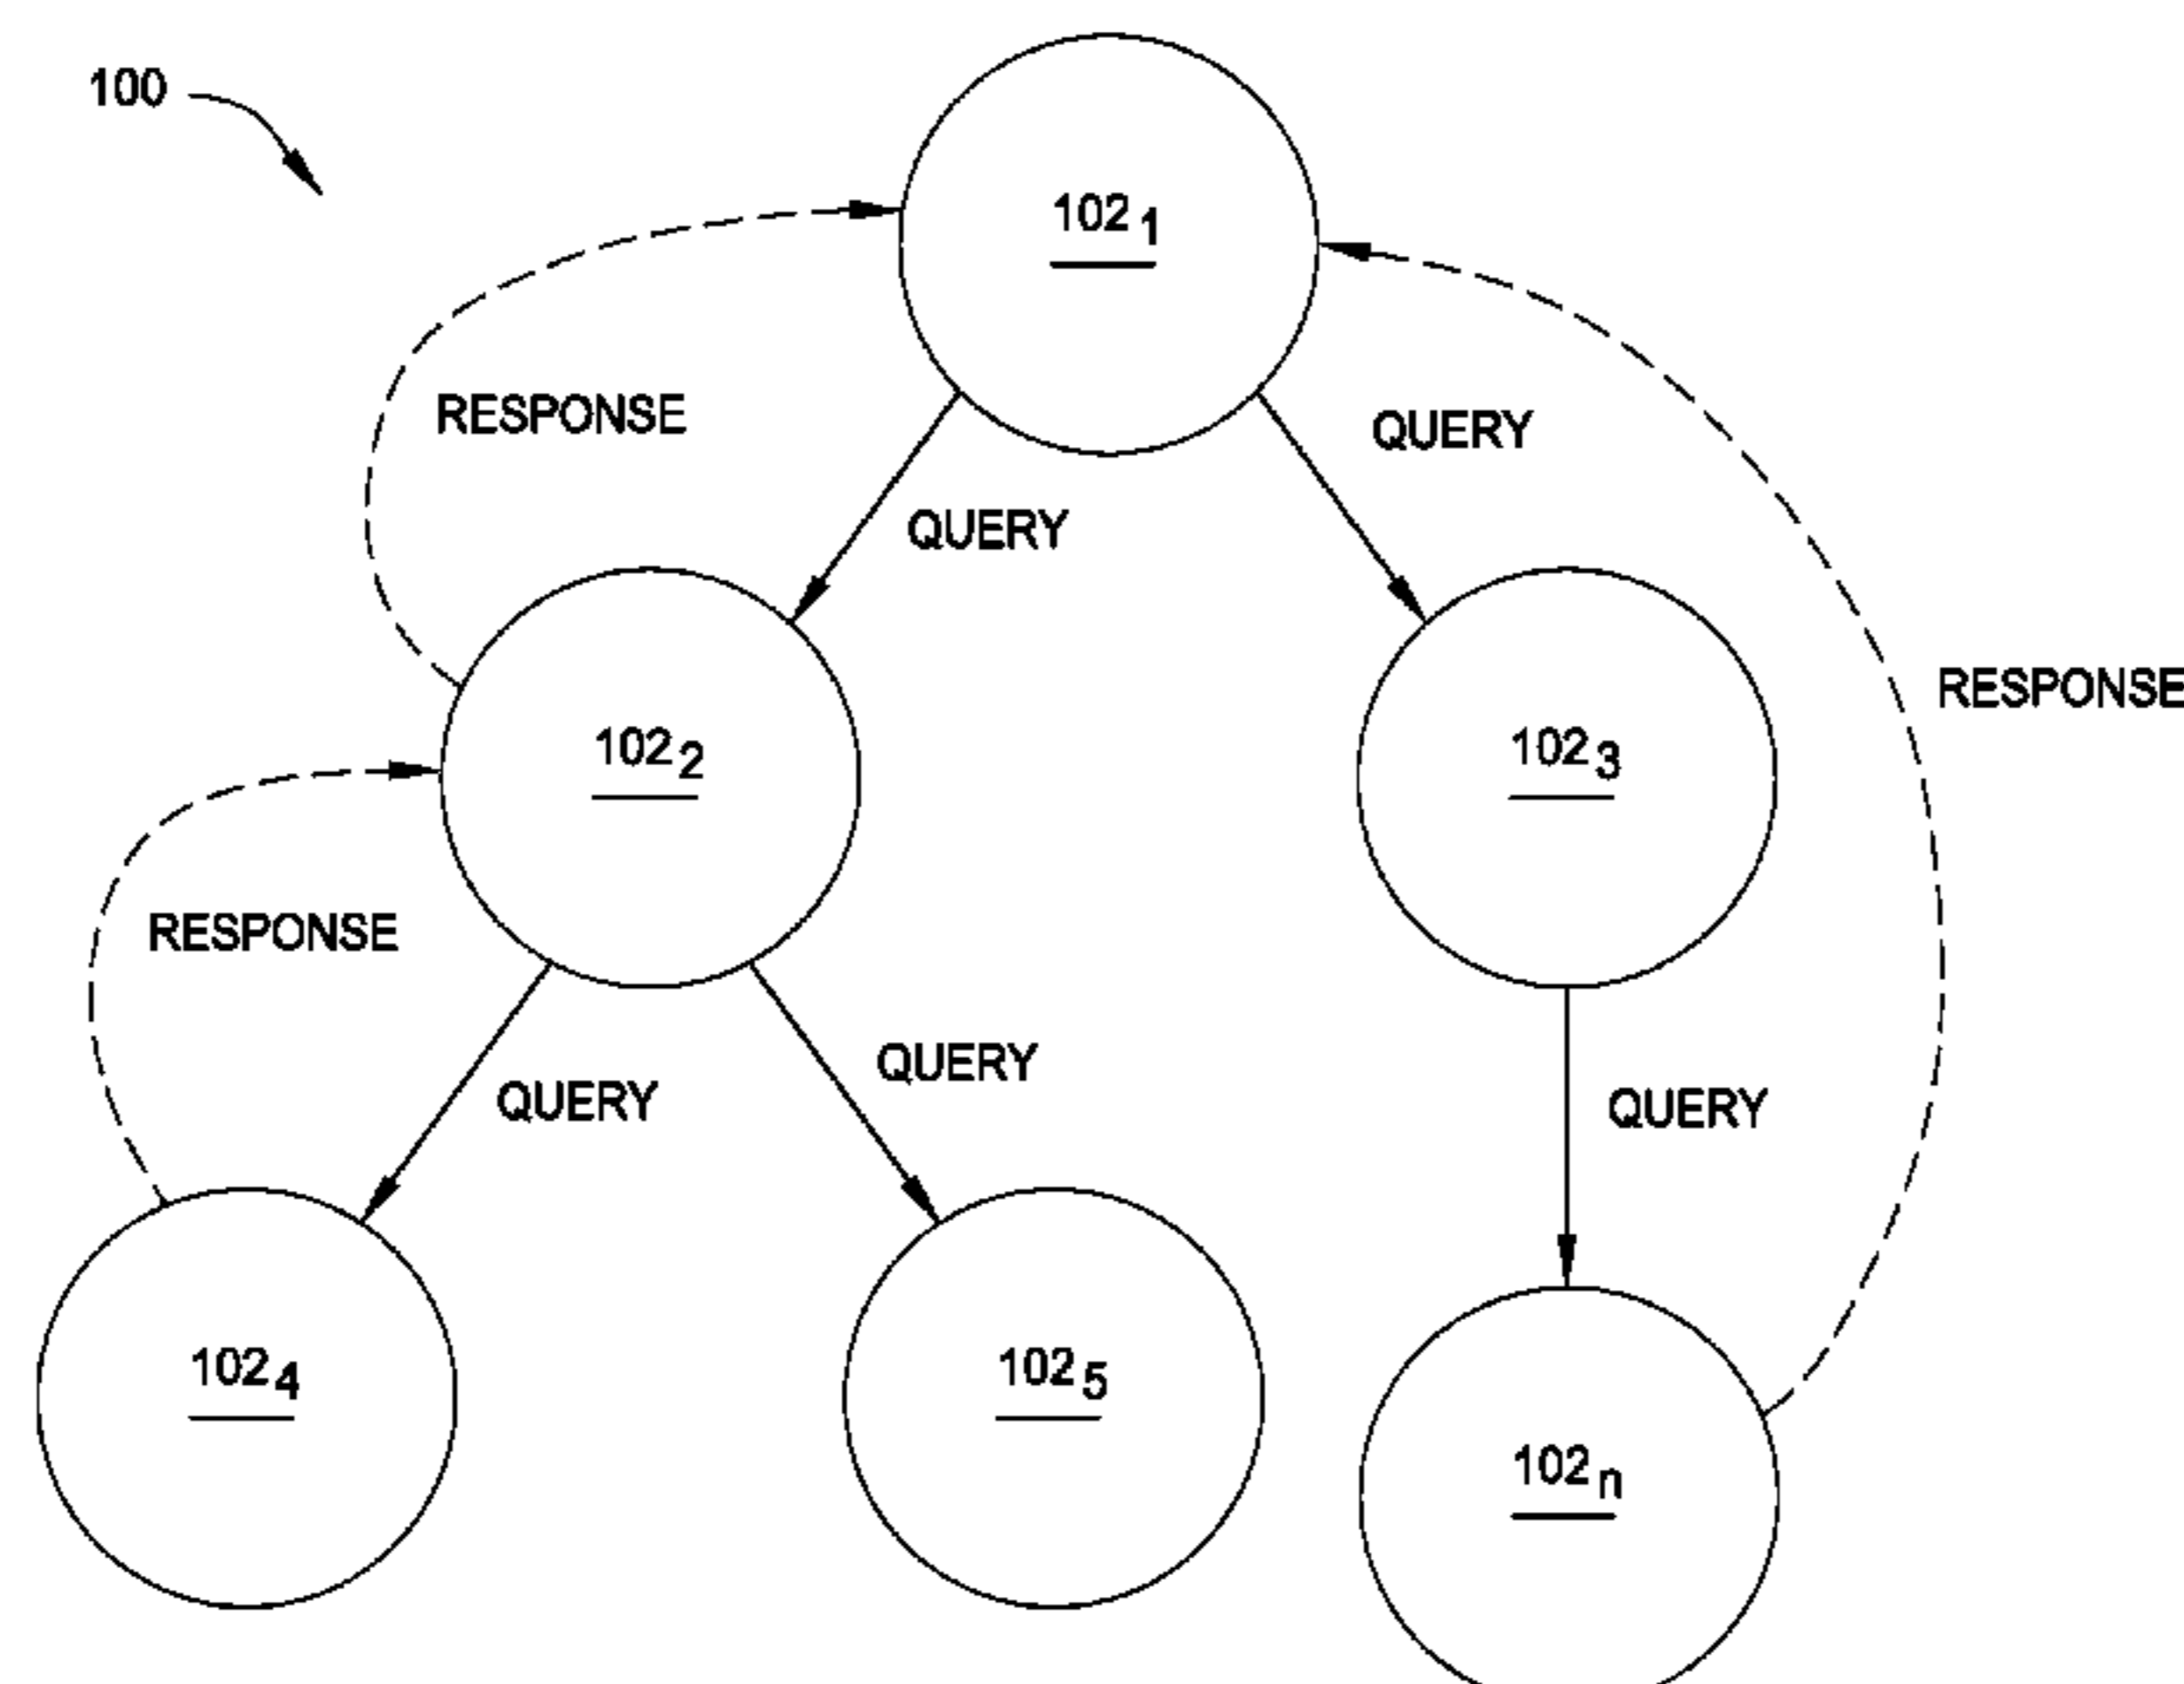 100
102 1
RESPONSE
QUERY
QUERY
RESPONSE
102 2
102 3
RESPONSE
QUERY
QUERY
QUERY
102 4
102 5
102 n